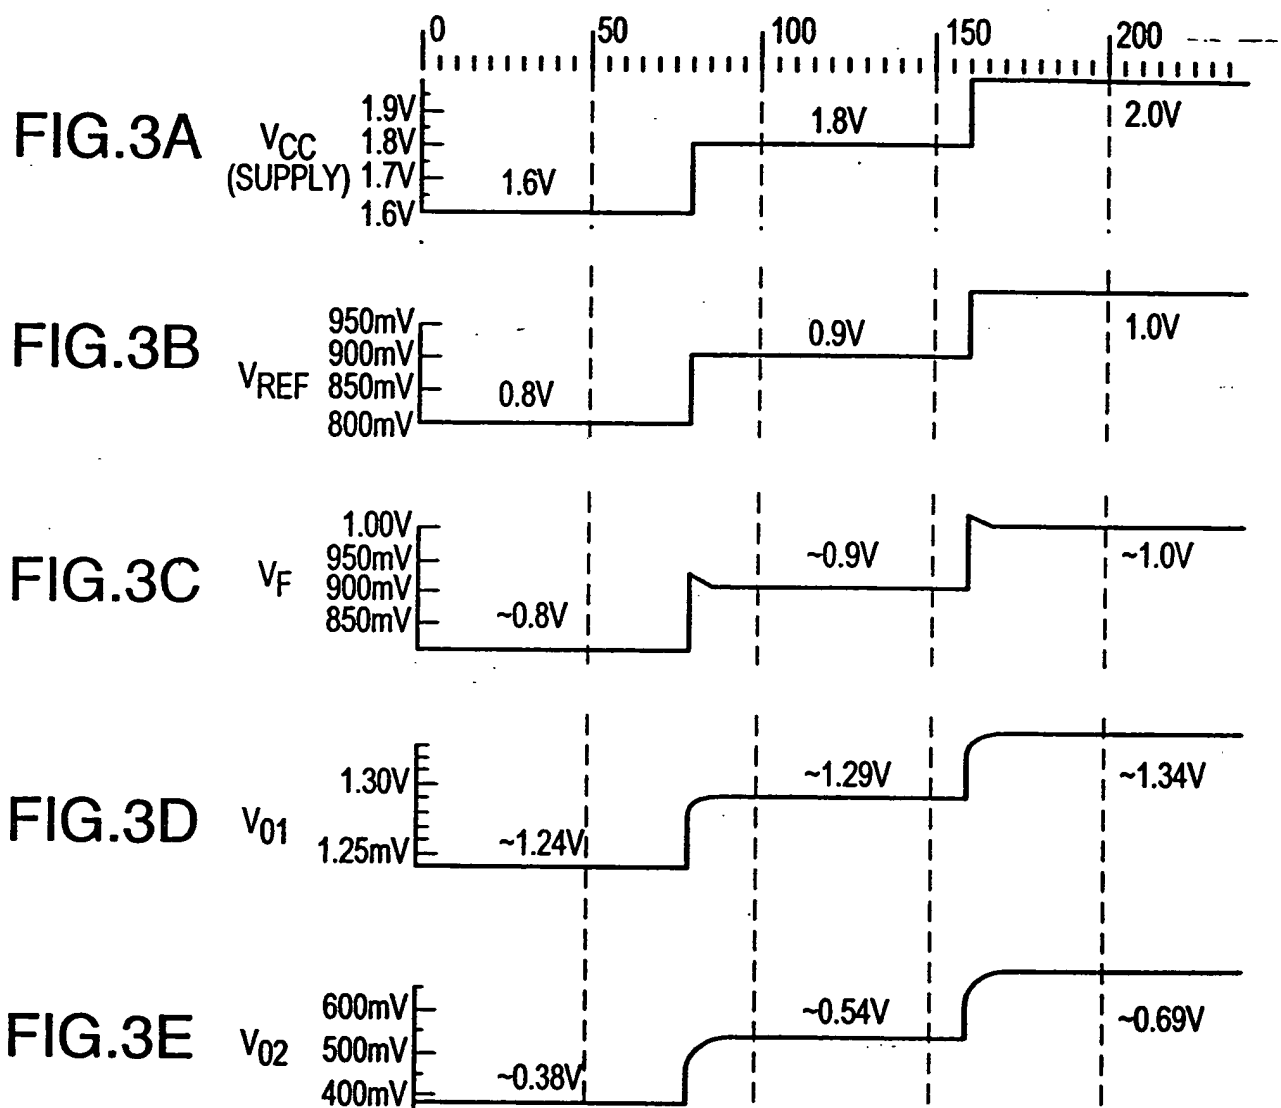 0 50 100 150 200
FIG.3A
VCC
(SUPPLY)
1.9V
1.8V
1.7V
1.6V
1.6V
1.8V
2.0V
FIG.3B
VREF
950mV
900mV
850mV
800mV
0.8V
0.9V
1.0V
FIG.3C
VF
1.00V
950mV
900mV
850mV
~0.8V
~0.9V
~1.0V
FIG.3D
V01
1.30V
1.25mV
~1.24V
~1.29V
~1.34V
FIG.3E
V02
600mV
500mV
400mV
~0.38V
~0.54V
~0.69V